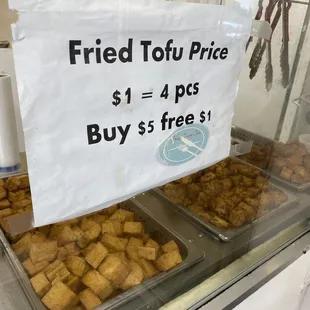 Fried Tofu Price
$1 = 4 pcs
Buy $5 free $1